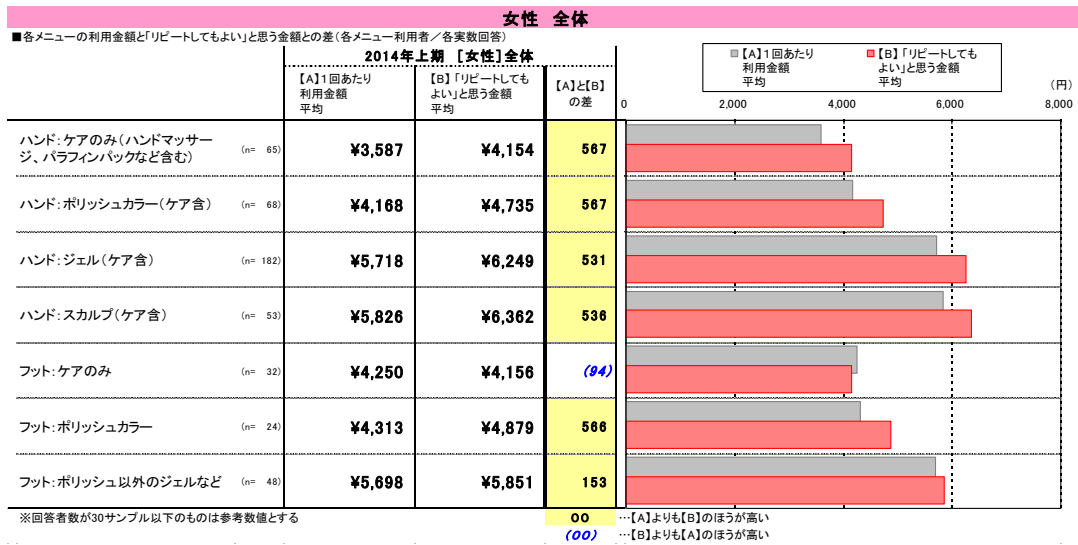 女性 全体
■各メニューの利用金額と「リピートしてもよい」と思う金額との差(各メニュー利用者/各実数回答)
2014年上期 [女性]全体
【A】1回あたり
利用金額
平均
【B】「リピートしても
よい」と思う金額
平均
【A】と【B】
の差
【A】1回あたり
利用金額
平均
【B】「リピートしても
よい」と思う金額
平均
(円)
0 2,000 4,000 6,000 8,000
ハンド:ケアのみ(ハンドマッサー
ジ、パラフィンパックなど含む) (n= 65) ¥3,587 ¥4,154 567
ハンド:ポリッシュカラー(ケア含) (n= 68) ¥4,168 ¥4,735 567
ハンド:ジェル(ケア含) (n= 182) ¥5,718 ¥6,249 531
ハンド:スカルプ(ケア含) (n= 53) ¥5,826 ¥6,362 536
フット:ケアのみ (n= 32) ¥4,250 ¥4,156 (94)
フット:ポリッシュカラー (n= 24) ¥4,313 ¥4,879 566
フット:ポリッシュ以外のジェルなど (n= 48) ¥5,698 ¥5,851 153
※回答者数が30サンプル以下のものは参考数値とする
00 …【A】よりも【B】のほうが高い
(00) …【B】よりも【A】のほうが高い